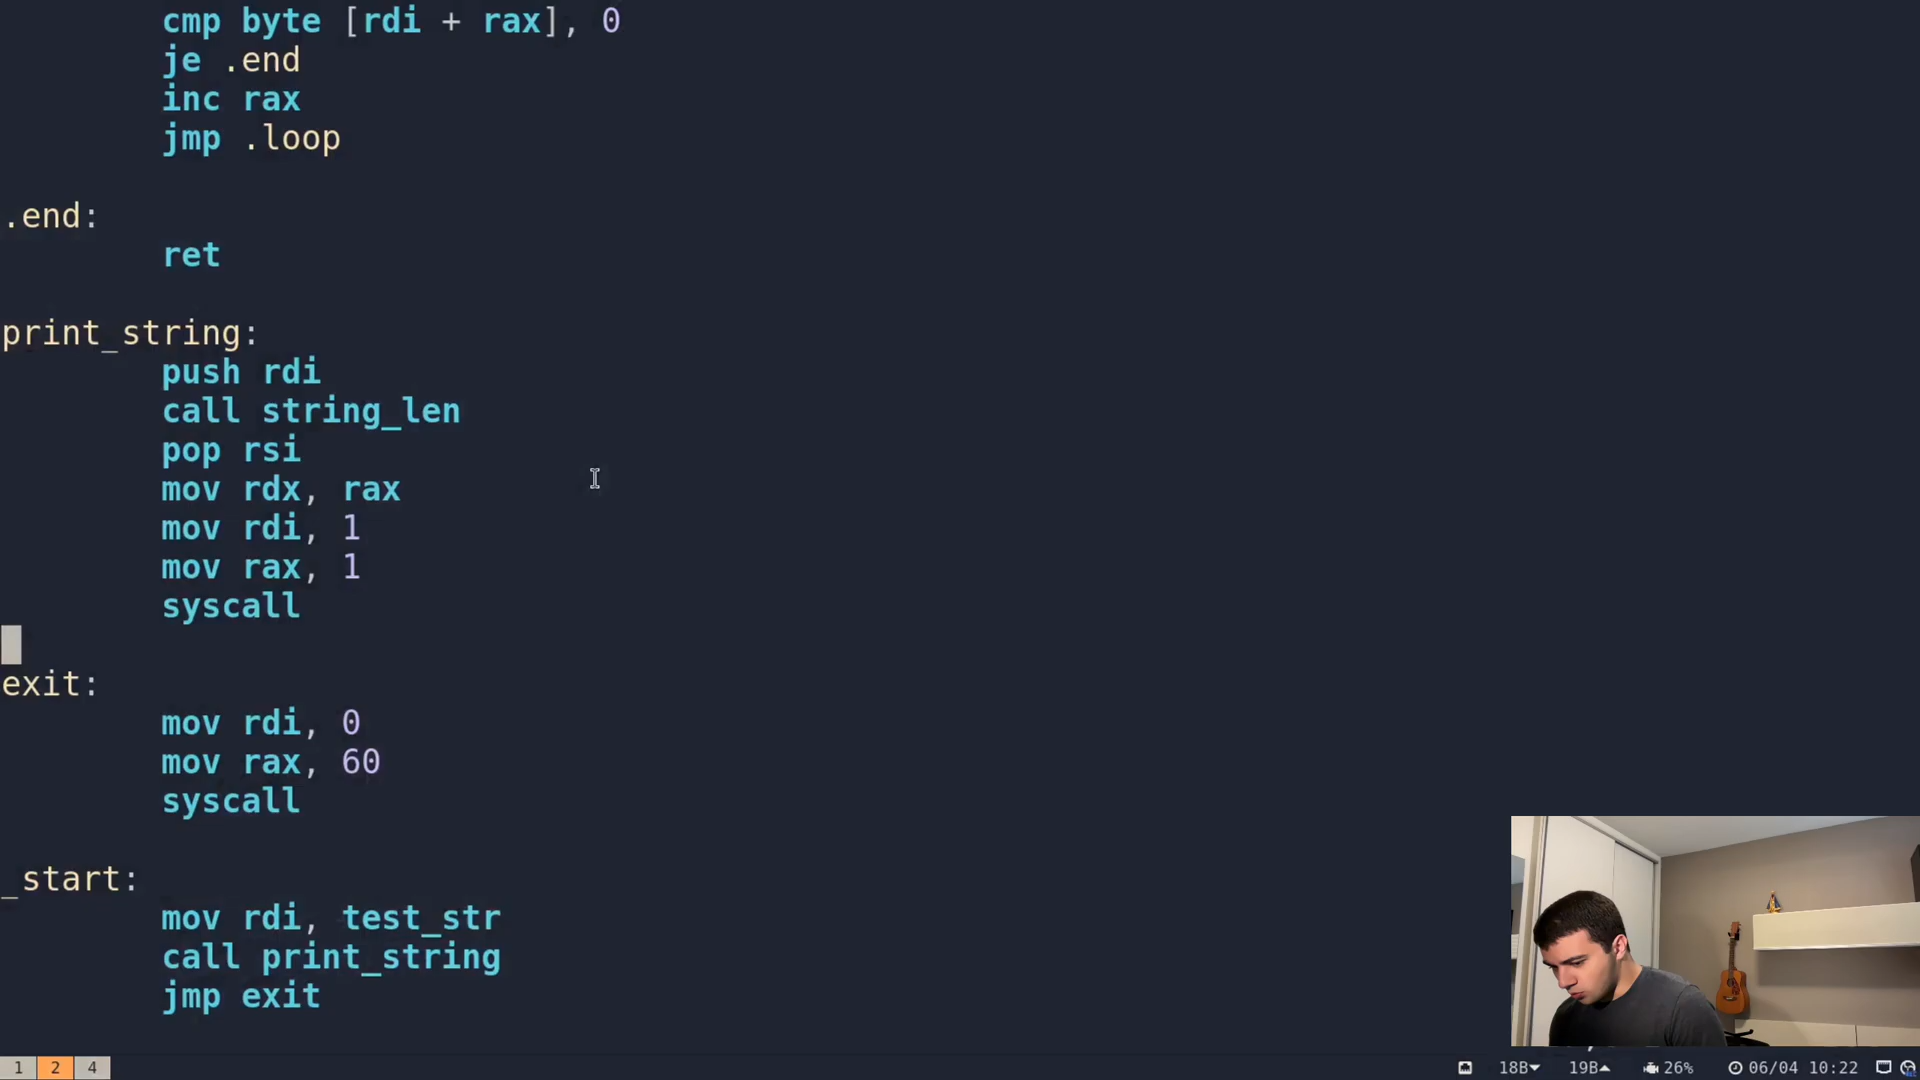 cmp byte [rdi + rax], 0
je .end
inc rax
jmp .loop
.end:
ret
print_string:
push rdi
call string_len
pop rsi
mov rdx, rax
mov rdi, 1
mov rax, 1
syscall
exit:
mov rdi, 0
mov rax, 60
syscall
_start:
mov rdi, test_str
call print_string
jmp exit
1 2 4 18B▼ 19B▲ 26% 06/04 10:22